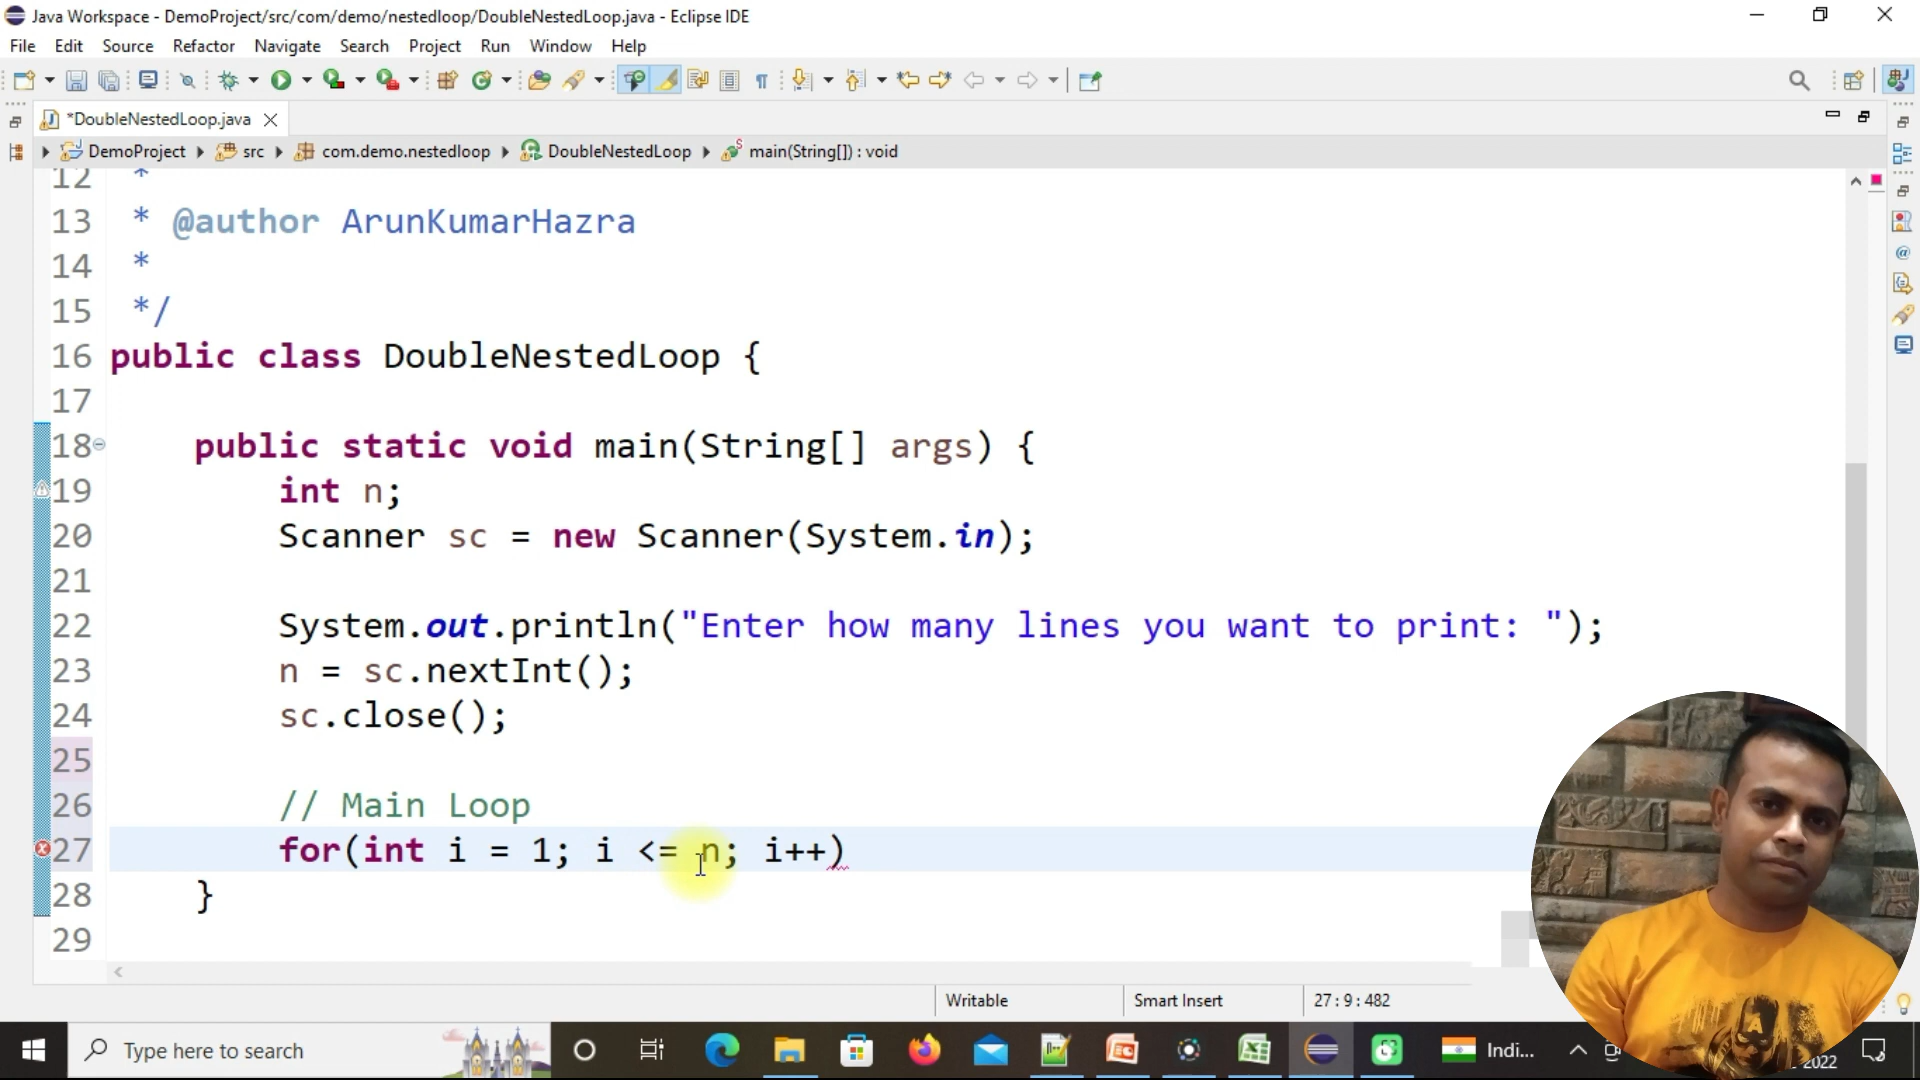 Java Workspace - DemoProject/src/com/demo/nestedloop/DoubleNestedLoop.java - Eclipse IDE
File Edit Source Refactor Navigate Search Project Run Window Help
*DoubleNestedLoop.java
DemoProject src com.demo.nestedloop DoubleNestedLoop main(String[]) : void
12 *
13 * @author ArunKumarHazra
14 *
15 */
16 public class DoubleNestedLoop {
17
18 public static void main(String[] args) {
19 int n;
20 Scanner sc = new Scanner(System.in);
21
22 System.out.println("Enter how many lines you want to print: ");
23 n = sc.nextInt();
24 sc.close();
25
26 // Main Loop
27 for(int i = 1; i <= n; i++)
28 }
29
Writable Smart Insert 27 : 9 : 482
Type here to search Indi... 2022